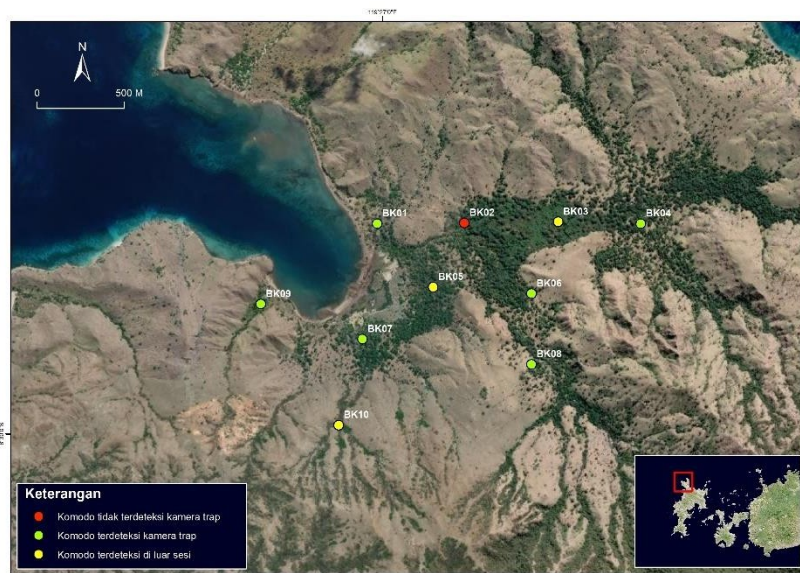 N
0 500 M
BK01
BK02
BK03
BK04
BK05
BK06
BK09
BK07
BK08
BK10
Keterangan
Komodo tidak terdeteksi kamera trap
Komodo terdeteksi kamera trap
Komodo terdeteksi di luar sesi